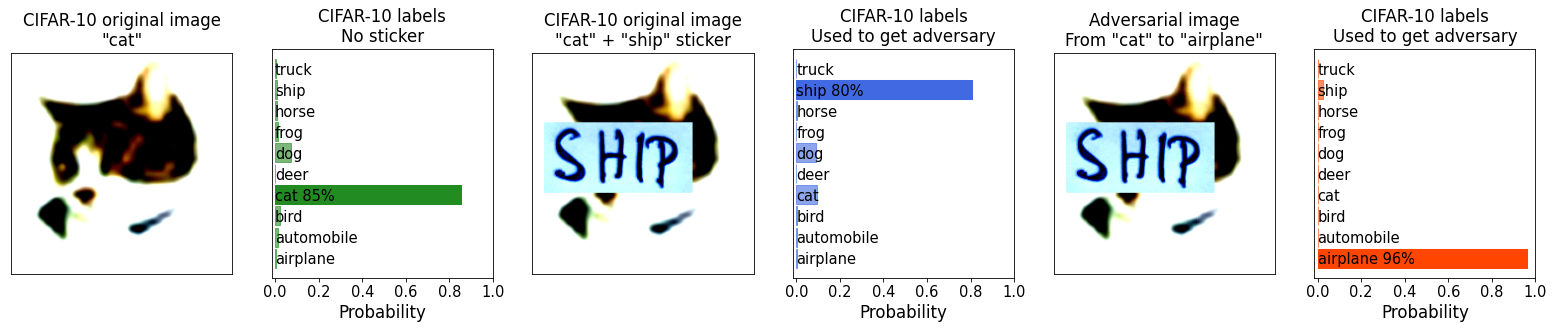 CIFAR-10 original image
"cat"
CIFAR-10 labels
No sticker
truck
ship
horse
frog
dog
deer
cat 85%
bird
automobile
airplane
0.0 0.2 0.4 0.6 0.8 1.0
Probability
CIFAR-10 original image
"cat" + "ship" sticker
SHIP
CIFAR-10 labels
Used to get adversary
truck
ship 80%
horse
frog
dog
deer
cat
bird
automobile
airplane
0.0 0.2 0.4 0.6 0.8 1.0
Probability
Adversarial image
From "cat" to "airplane"
SHIP
CIFAR-10 labels
Used to get adversary
truck
ship
horse
frog
dog
deer
cat
bird
automobile
airplane 96%
0.0 0.2 0.4 0.6 0.8 1.0
Probability